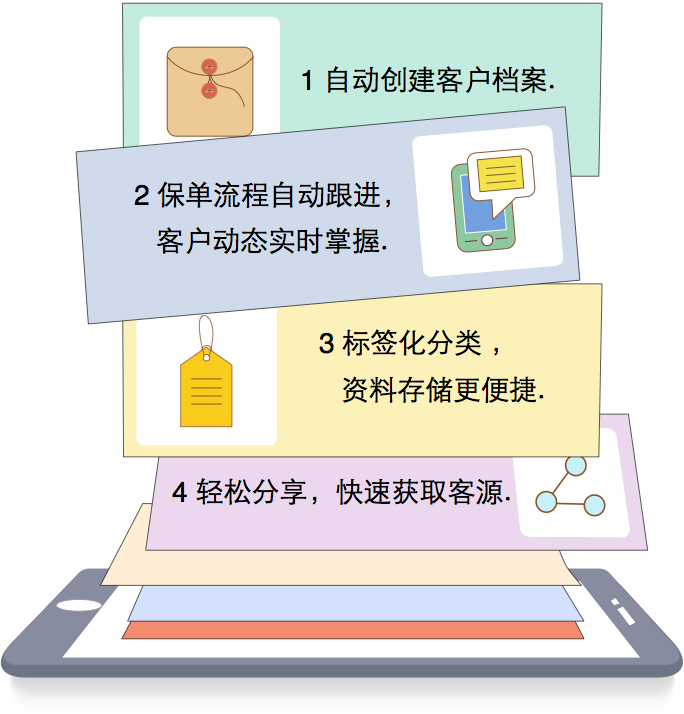 1 自动创建客户档案.
2 保单流程自动跟进，
客户动态实时掌握.
3 标签化分类，
资料存储更便捷.
4 轻松分享，快速获取客源.